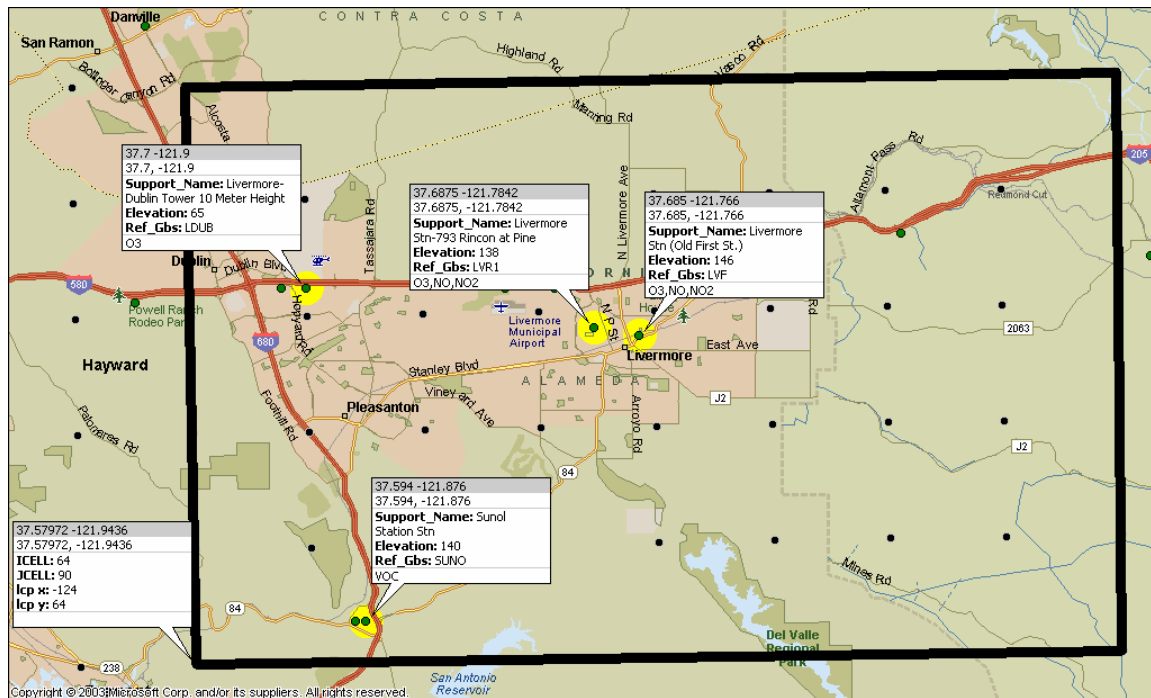 CONTRA COSTA
Danville
San Ramon
Bollinger Canyon Rd
Alcosta
Highland Rd
Vasco Rd
Manning Rd
N Livermore Ave
Altamont Pass Rd
205
Redmond Cut
37.7 -121.9
37.7, -121.9
Support_Name: Livermore-
Dublin Tower 10 Meter Height
Elevation: 65
Ref_Gbs: LDUB
O3
37.6875 -121.7842
37.6875, -121.7842
Support_Name: Livermore
Stn-793 Rincon at Pine
Elevation: 138
Ref_Gbs: LVR1
O3,NO,NO2
37.685 -121.766
37.685, -121.766
Support_Name: Livermore
Stn (Old First St.)
Elevation: 146
Ref_Gbs: LVF
O3,NO,NO2
Tassajara Rd
Dublin
Dublin Blvd
580
Powell Ranch
Rodeo Park
Hopyard Rd
680
Livermore
Municipal
Airport
N P St
Rd
2063
Hayward
Livermore
East Ave
Stanley Blvd
ALAMEDA
J2
Vineyard Ave
Pleasanton
Foothill Rd
Arroyo Rd
Palomares Rd
J2
84
37.594 -121.876
37.594, -121.876
Support_Name: Sunol
Station Stn
Elevation: 140
Ref_Gbs: SUNO
VOC
37.57972 -121.9436
37.57972, -121.9436
ICELL: 64
JCELL: 90
lcp x: -124
lcp y: 64
Mines Rd
84
Del Valle
Regional
Park
238
San Antonio
Reservoir
Copyright © 2003 Microsoft Corp. and/or its suppliers. All rights reserved.